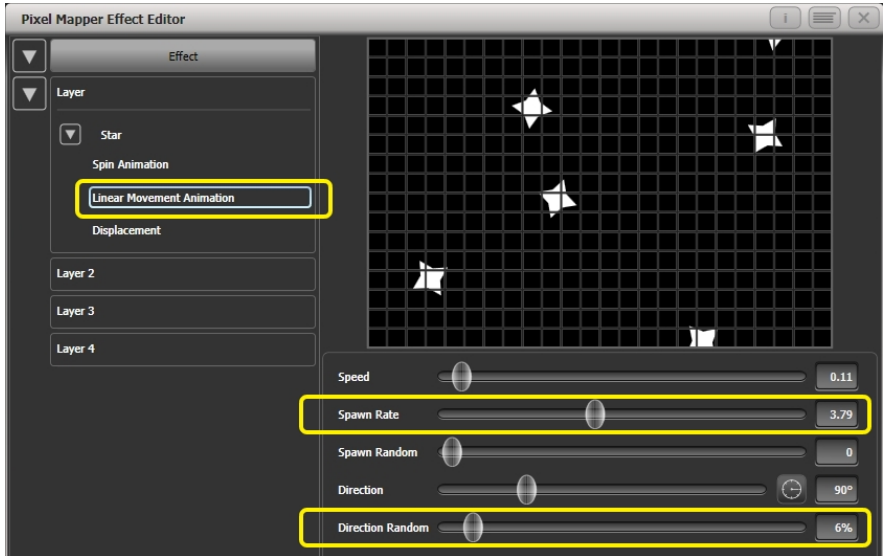 Pixel Mapper Effect Editor
i
Effect
Layer
Star
Spin Animation
Linear Movement Animation
Displacement
Layer 2
Layer 3
Layer 4
Speed 0.11
Spawn Rate 3.79
Spawn Random 0
Direction 90°
Direction Random 6%